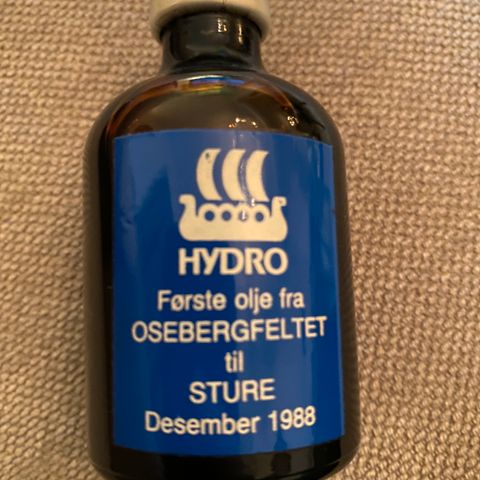 HYDRO
Første olje fra
OSEBERGFELTET
til
STURE
Desember 1988